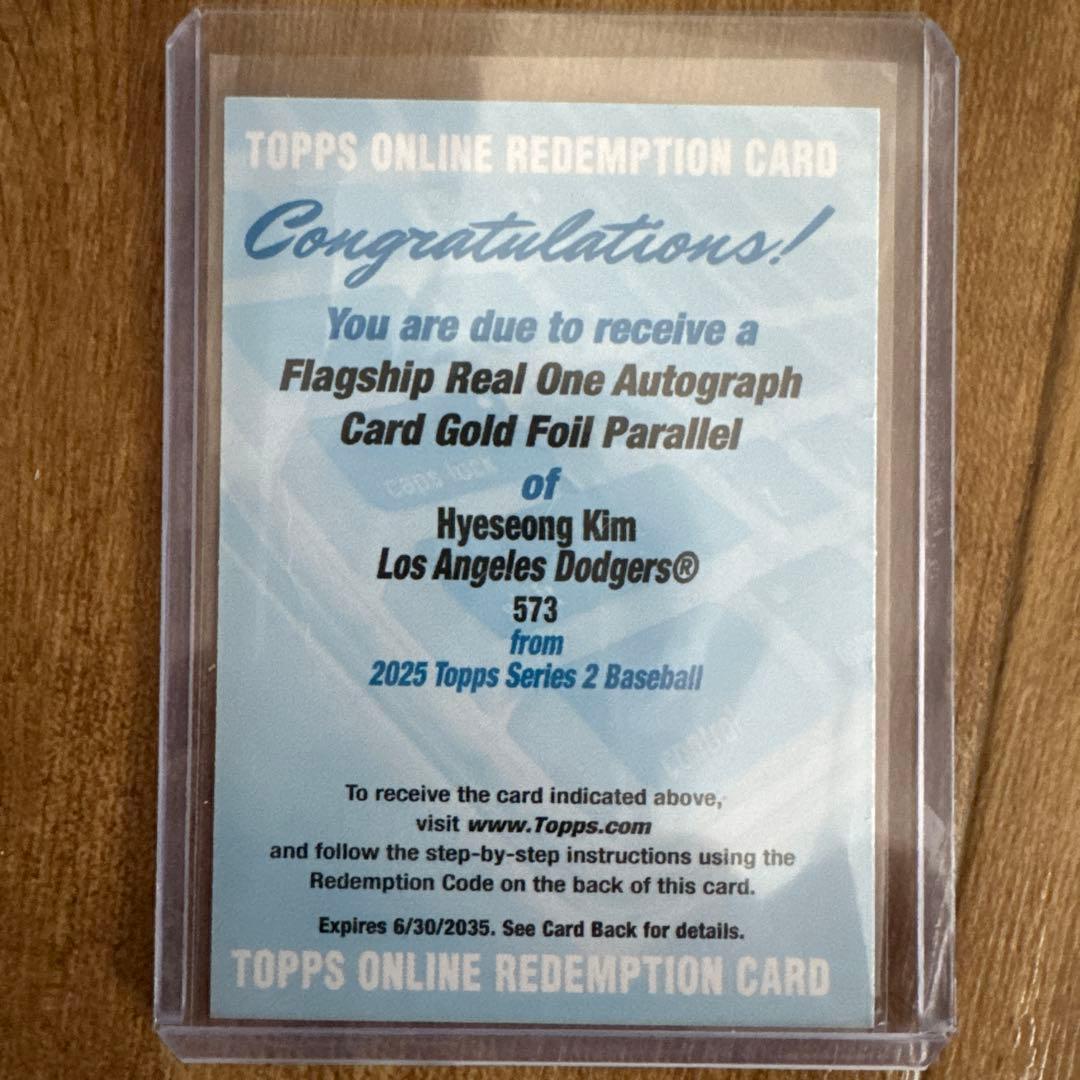 TOPPS ONLINE REDEMPTION CARD
Congratulations!
You are due to receive a
Flagship Real One Autograph
Card Gold Foil Parallel
of
Hyeseong Kim
Los Angeles Dodgers®
573
from
2025 Topps Series 2 Baseball
caps lock
To receive the card indicated above,
visit www.Topps.com
and follow the step-by-step instructions using the
Redemption Code on the back of this card.
Expires 6/30/2035. See Card Back for details.
TOPPS ONLINE REDEMPTION CARD